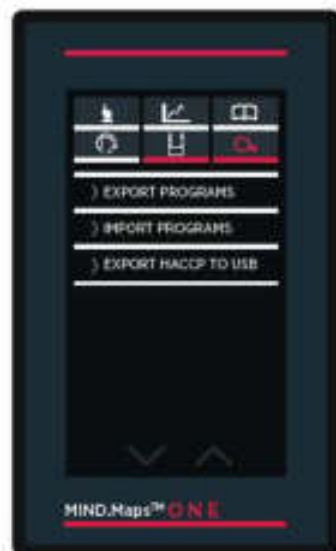 EXPORT PROGRAMS
IMPORT PROGRAMS
EXPORT HACCP TO USB
MIND.Maps™ ONE